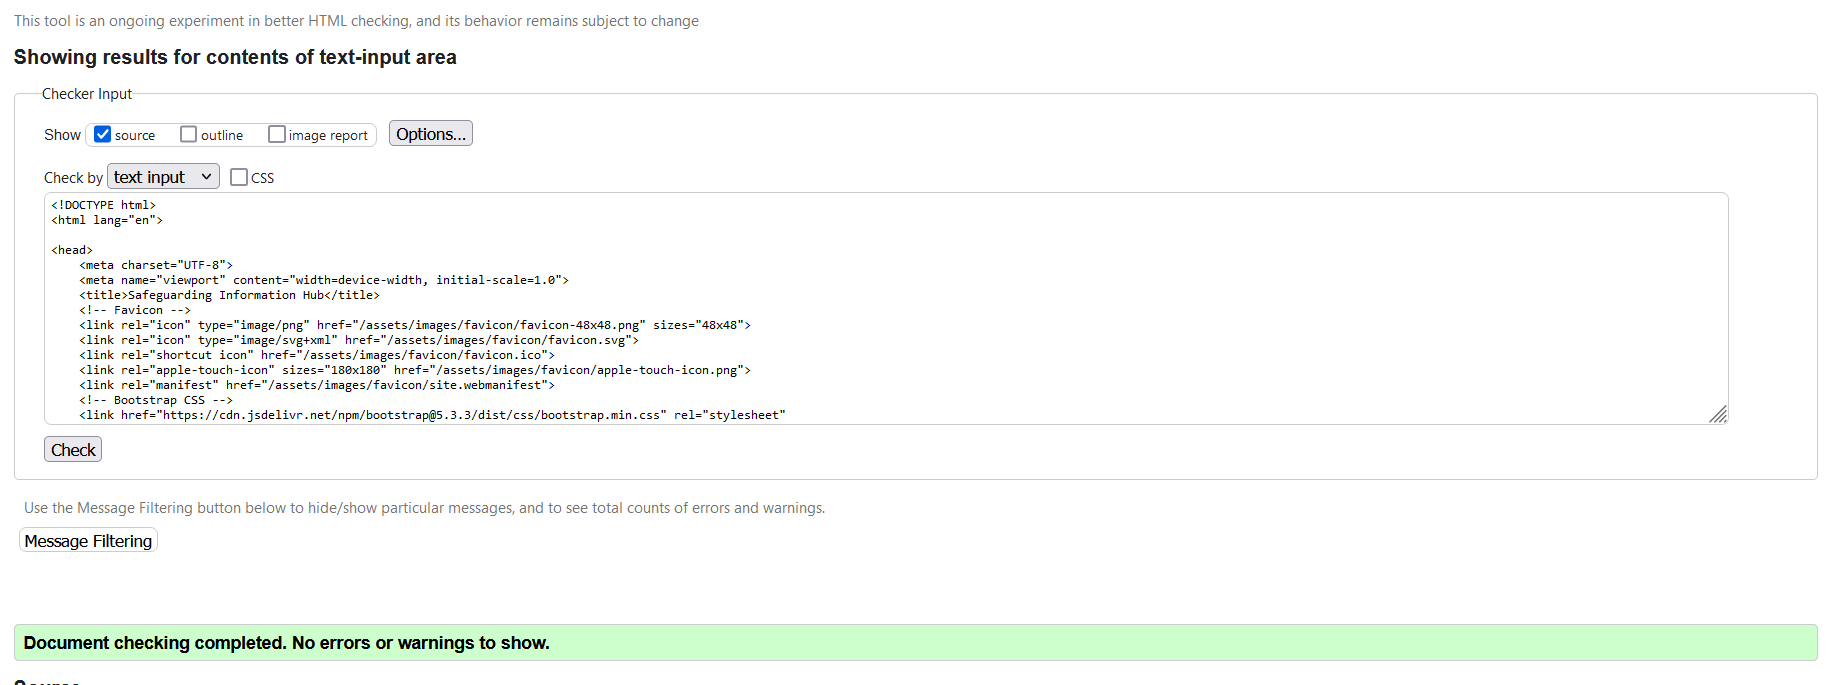 This tool is an ongoing experiment in better HTML checking, and its behavior remains subject to change
Showing results for contents of text-input area
Checker Input
Show source outline image report Options...
Check by text input CSS
<!DOCTYPE html>
<html lang="en">
<head>
<meta charset="UTF-8">
<meta name="viewport" content="width=device-width, initial-scale=1.0">
<title>Safeguarding Information Hub</title>
<!-- Favicon -->
<link rel="icon" type="image/png" href="/assets/images/favicon/favicon-48x48.png" sizes="48x48">
<link rel="icon" type="image/svg+xml" href="/assets/images/favicon/favicon.svg">
<link rel="shortcut icon" href="/assets/images/favicon/favicon.ico">
<link rel="apple-touch-icon" sizes="180x180" href="/assets/images/favicon/apple-touch-icon.png">
<link rel="manifest" href="/assets/images/favicon/site.webmanifest">
<!-- Bootstrap CSS -->
<link href="https://cdn.jsdelivr.net/npm/bootstrap@5.3.3/dist/css/bootstrap.min.css" rel="stylesheet"
Check
Use the Message Filtering button below to hide/show particular messages, and to see total counts of errors and warnings.
Message Filtering
Document checking completed. No errors or warnings to show.